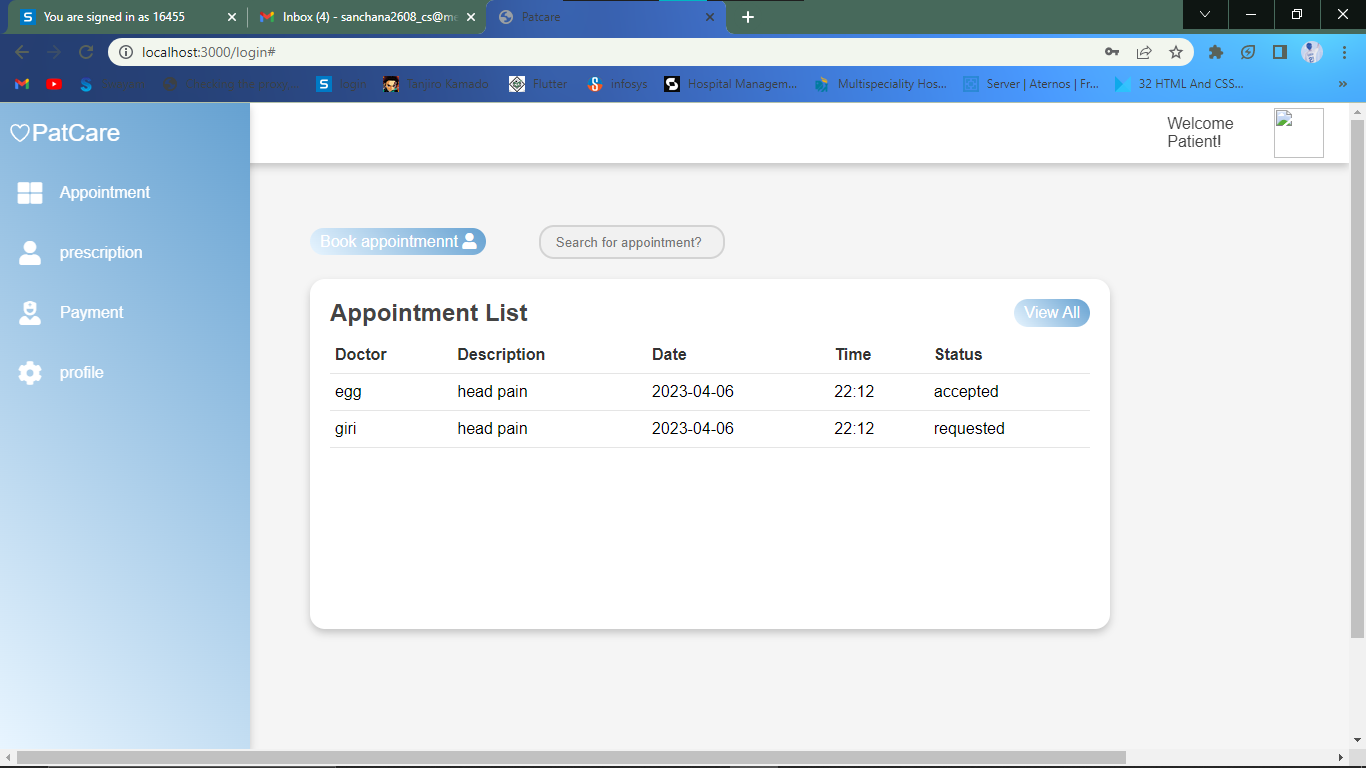 You are signed in as 16455
Inbox (4) - sanchana2608_cs@me
Patcare
localhost:3000/login#
login
Tanjiro Kamado
Flutter
infosys
Hospital Managem...
Multispeciality Hos...
Server | Aternos | Fr...
32 HTML And CSS...
»
PatCare
Welcome
Patient!
Appointment
prescription
Payment
profile
Book appointmennt
Search for appointment?
Appointment List
View All
Doctor Description Date Time Status
egg head pain 2023-04-06 22:12 accepted
giri head pain 2023-04-06 22:12 requested